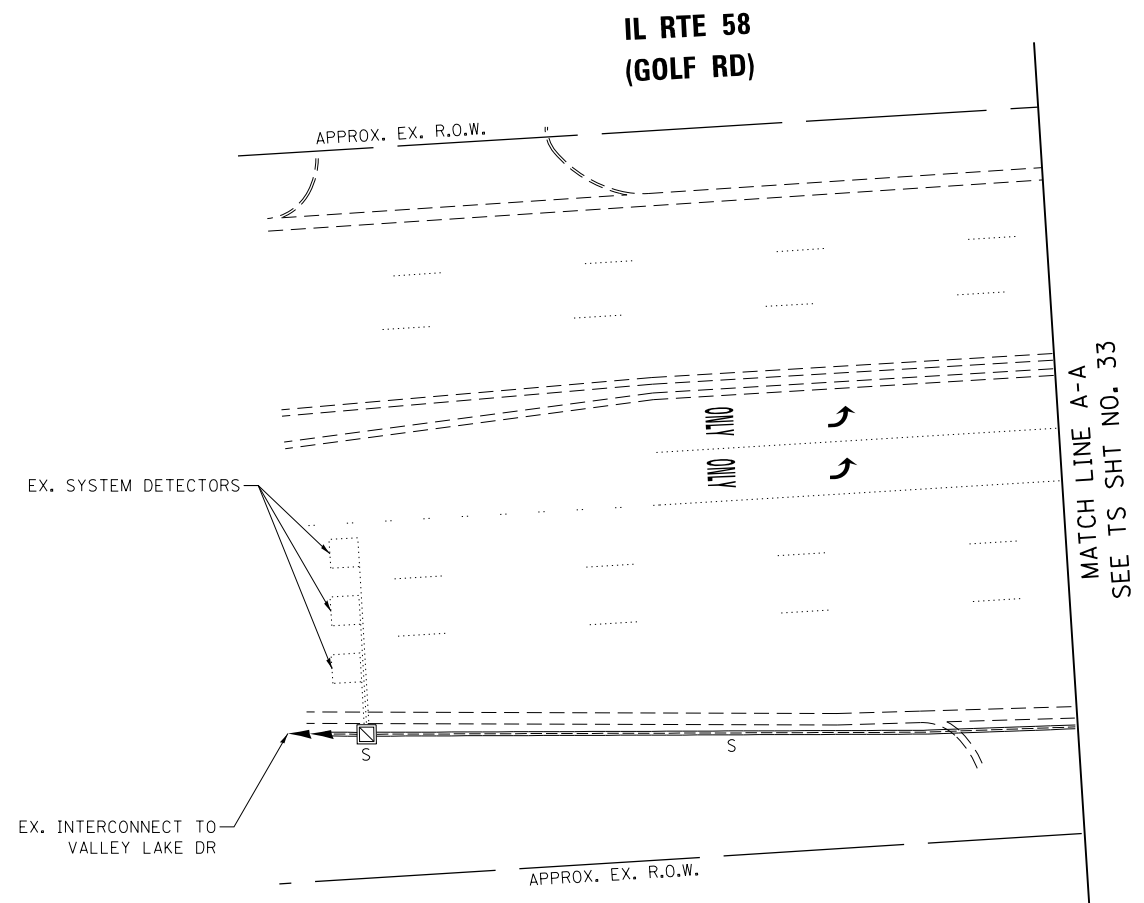 IL RTE 58
(GOLF RD)
APPROX. EX. R.O.W.
ONLY
ONLY
EX. SYSTEM DETECTORS
MATCH LINE A-A
SEE TS SHT NO. 33
S
S
EX. INTERCONNECT TO
VALLEY LAKE DR
APPROX. EX. R.O.W.